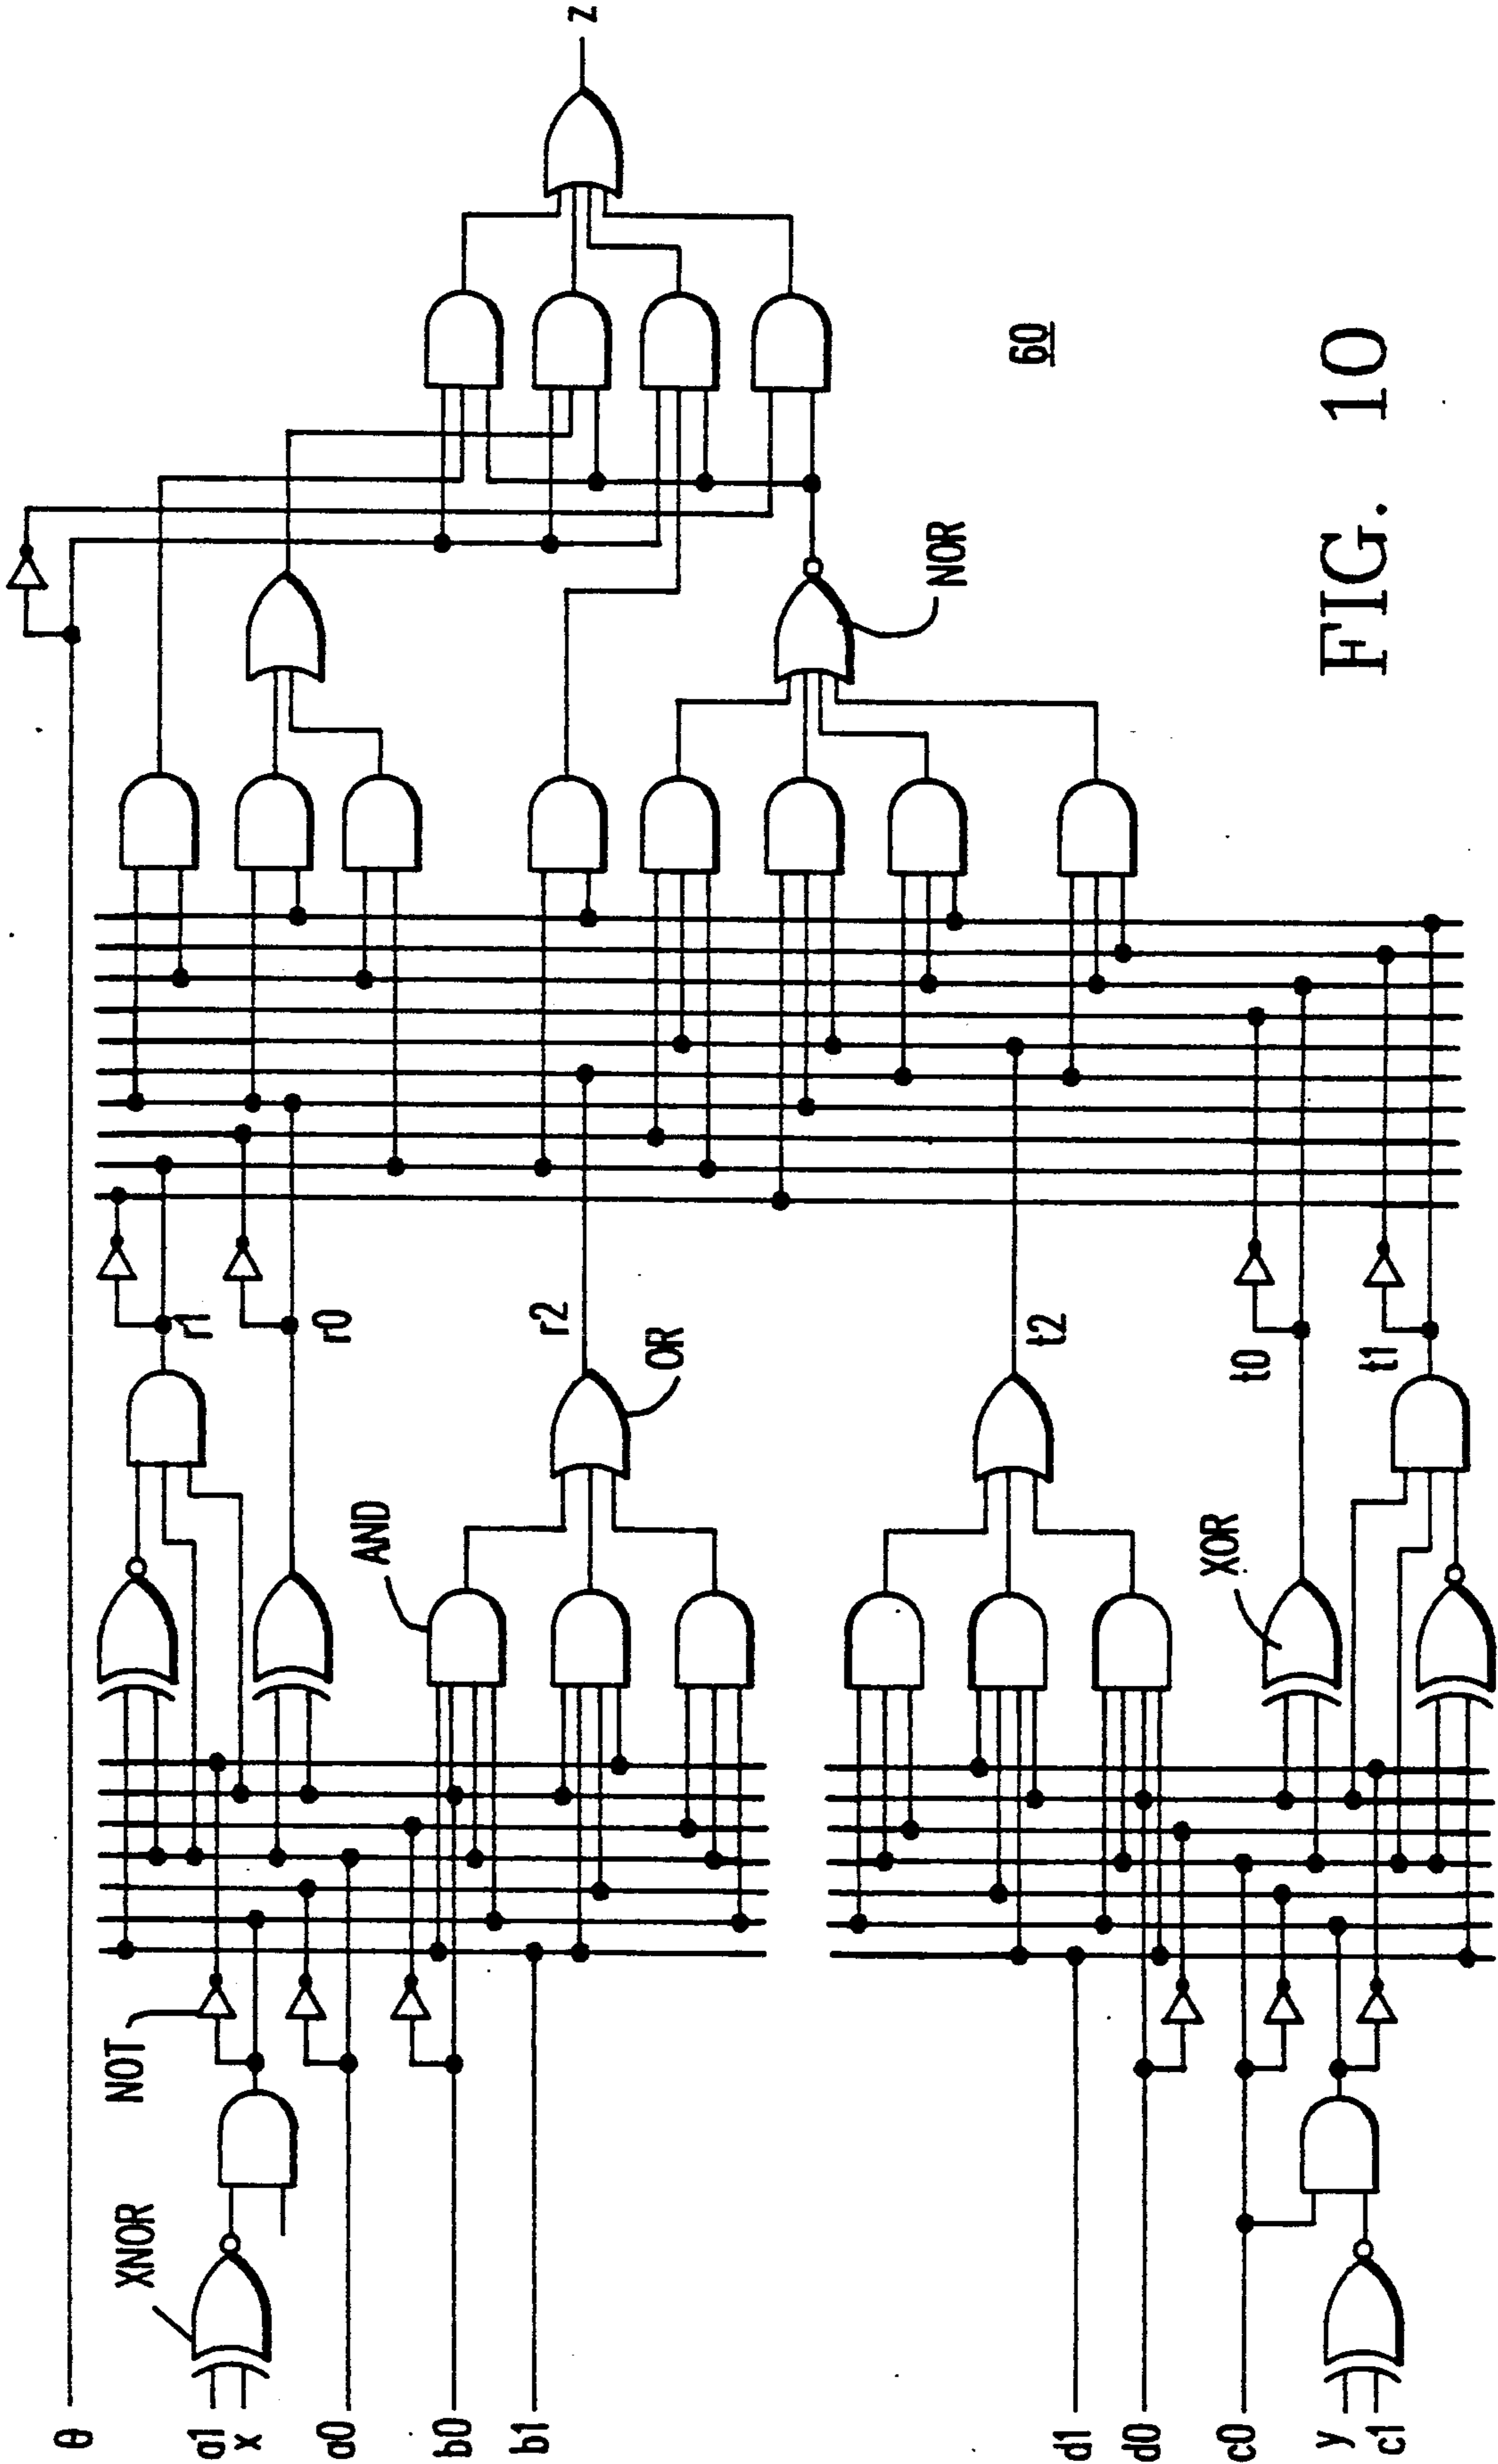 θ
a1
x
a0
b0
b1
d1
d0
c0
y
c1
XNOR
NOT
AND
OR
XOR
NOR
r1
r0
r2
t2
t0
t1
z
60
FIG. 10